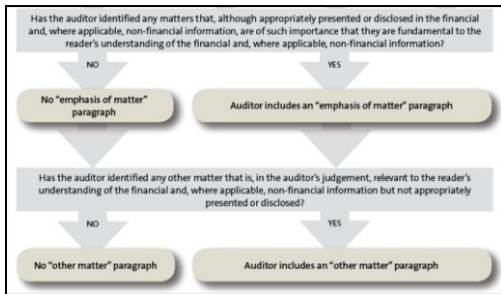 Has the auditor identified any matters that, although appropriately presented or disclosed in the financial
and, where applicable, non-financial information, are of such importance that they are fundamental to the
reader's understanding of the financial and, where applicable, non-financial information?
NO
YES
No "emphasis of matter"
paragraph
Auditor includes an "emphasis of matter" paragraph
Has the auditor identified any other matter that is, in the auditor's judgement, relevant to the reader's
understanding of the financial and, where applicable, non-financial information but not appropriately
presented or disclosed?
NO
YES
No "other matter" paragraph
Auditor includes an "other matter" paragraph